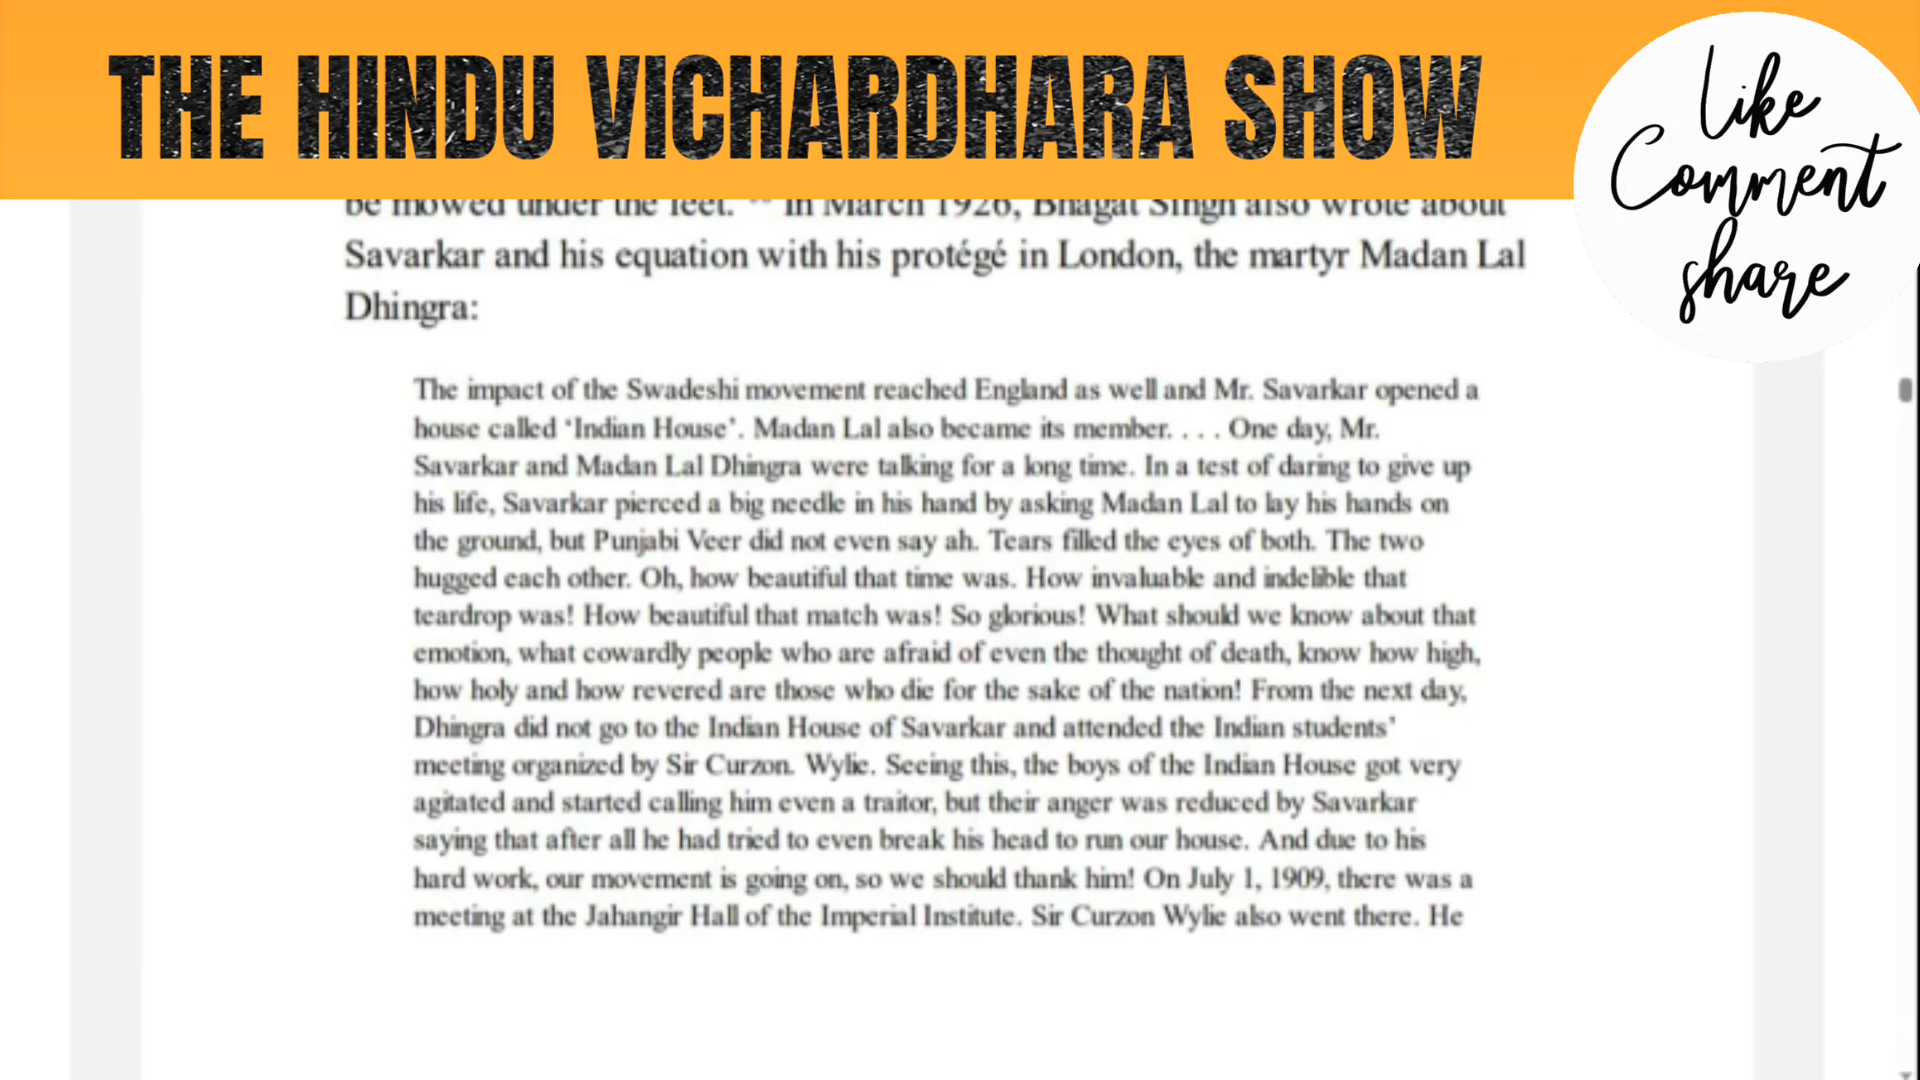 THE HINDU VICHARDHARA SHOW
Like
Comment
share
be mowed under the feet. In March 1926, Bhagat Singh also wrote about
Savarkar and his equation with his protégé in London, the martyr Madan Lal
Dhingra:
The impact of the Swadeshi movement reached England as well and Mr. Savarkar opened a
house called ‘Indian House’. Madan Lal also became its member. . . . One day, Mr.
Savarkar and Madan Lal Dhingra were talking for a long time. In a test of daring to give up
his life, Savarkar pierced a big needle in his hand by asking Madan Lal to lay his hands on
the ground, but Punjabi Veer did not even say ah. Tears filled the eyes of both. The two
hugged each other. Oh, how beautiful that time was. How invaluable and indelible that
teardrop was! How beautiful that match was! So glorious! What should we know about that
emotion, what cowardly people who are afraid of even the thought of death, know how high,
how holy and how revered are those who die for the sake of the nation! From the next day,
Dhingra did not go to the Indian House of Savarkar and attended the Indian students’
meeting organized by Sir Curzon. Wylie. Seeing this, the boys of the Indian House got very
agitated and started calling him even a traitor, but their anger was reduced by Savarkar
saying that after all he had tried to even break his head to run our house. And due to his
hard work, our movement is going on, so we should thank him! On July 1, 1909, there was a
meeting at the Jahangir Hall of the Imperial Institute. Sir Curzon Wylie also went there. He